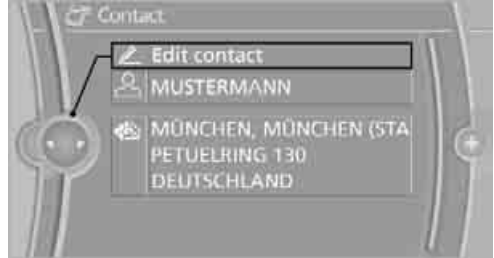 Contact
Edit contact
MUSTERMANN
MÜNCHEN, MÜNCHEN (STA
PETUELRING 130
DEUTSCHLAND